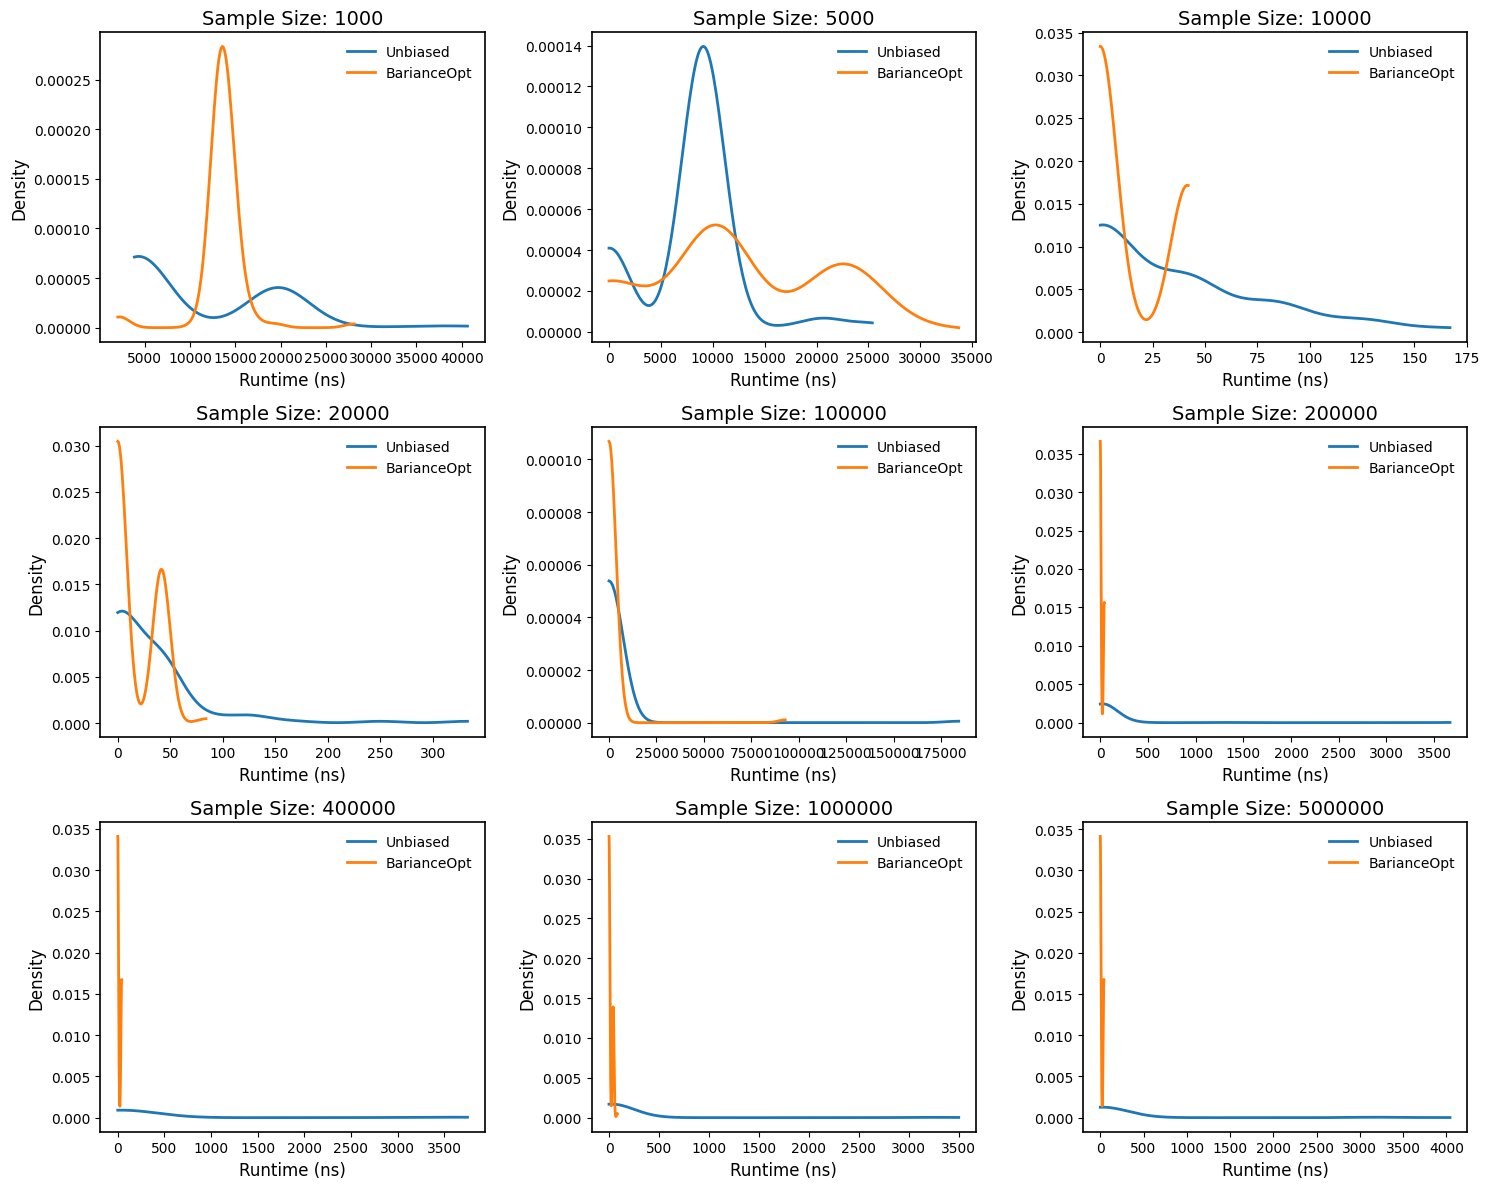 Sample Size: 1000
Unbiased
BarianceOpt
Density
0.00025
0.00020
0.00015
0.00010
0.00005
0.00000
5000 10000 15000 20000 25000 30000 35000 40000
Runtime (ns)
Sample Size: 5000
Unbiased
BarianceOpt
Density
0.00014
0.00012
0.00010
0.00008
0.00006
0.00004
0.00002
0.00000
0 5000 10000 15000 20000 25000 30000 35000
Runtime (ns)
Sample Size: 10000
Unbiased
BarianceOpt
Density
0.035
0.030
0.025
0.020
0.015
0.010
0.005
0.000
0 25 50 75 100 125 150 175
Runtime (ns)
Sample Size: 20000
Unbiased
BarianceOpt
Density
0.030
0.025
0.020
0.015
0.010
0.005
0.000
0 50 100 150 200 250 300
Runtime (ns)
Sample Size: 100000
Unbiased
BarianceOpt
Density
0.00010
0.00008
0.00006
0.00004
0.00002
0.00000
0 25000 50000 75000 100000 125000 150000 175000
Runtime (ns)
Sample Size: 200000
Unbiased
BarianceOpt
Density
0.035
0.030
0.025
0.020
0.015
0.010
0.005
0.000
0 500 1000 1500 2000 2500 3000 3500
Runtime (ns)
Sample Size: 400000
Unbiased
BarianceOpt
Density
0.035
0.030
0.025
0.020
0.015
0.010
0.005
0.000
0 500 1000 1500 2000 2500 3000 3500
Runtime (ns)
Sample Size: 1000000
Unbiased
BarianceOpt
Density
0.035
0.030
0.025
0.020
0.015
0.010
0.005
0.000
0 500 1000 1500 2000 2500 3000 3500
Runtime (ns)
Sample Size: 5000000
Unbiased
BarianceOpt
Density
0.035
0.030
0.025
0.020
0.015
0.010
0.005
0.000
0 500 1000 1500 2000 2500 3000 3500 4000
Runtime (ns)